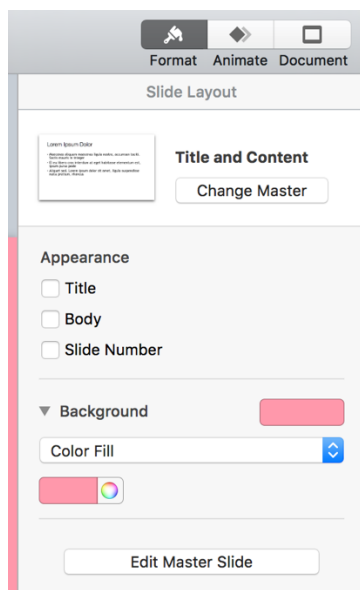 Format Animate Document
Slide Layout
Lorem Ipsum Dolor
Title and Content
Change Master
Appearance
Title
Body
Slide Number
Background
Color Fill
Edit Master Slide